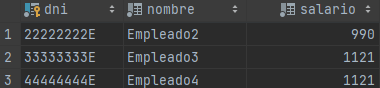 dni nombre salario
1 22222222E Empleado2 990
2 33333333E Empleado3 1121
3 44444444E Empleado4 1121